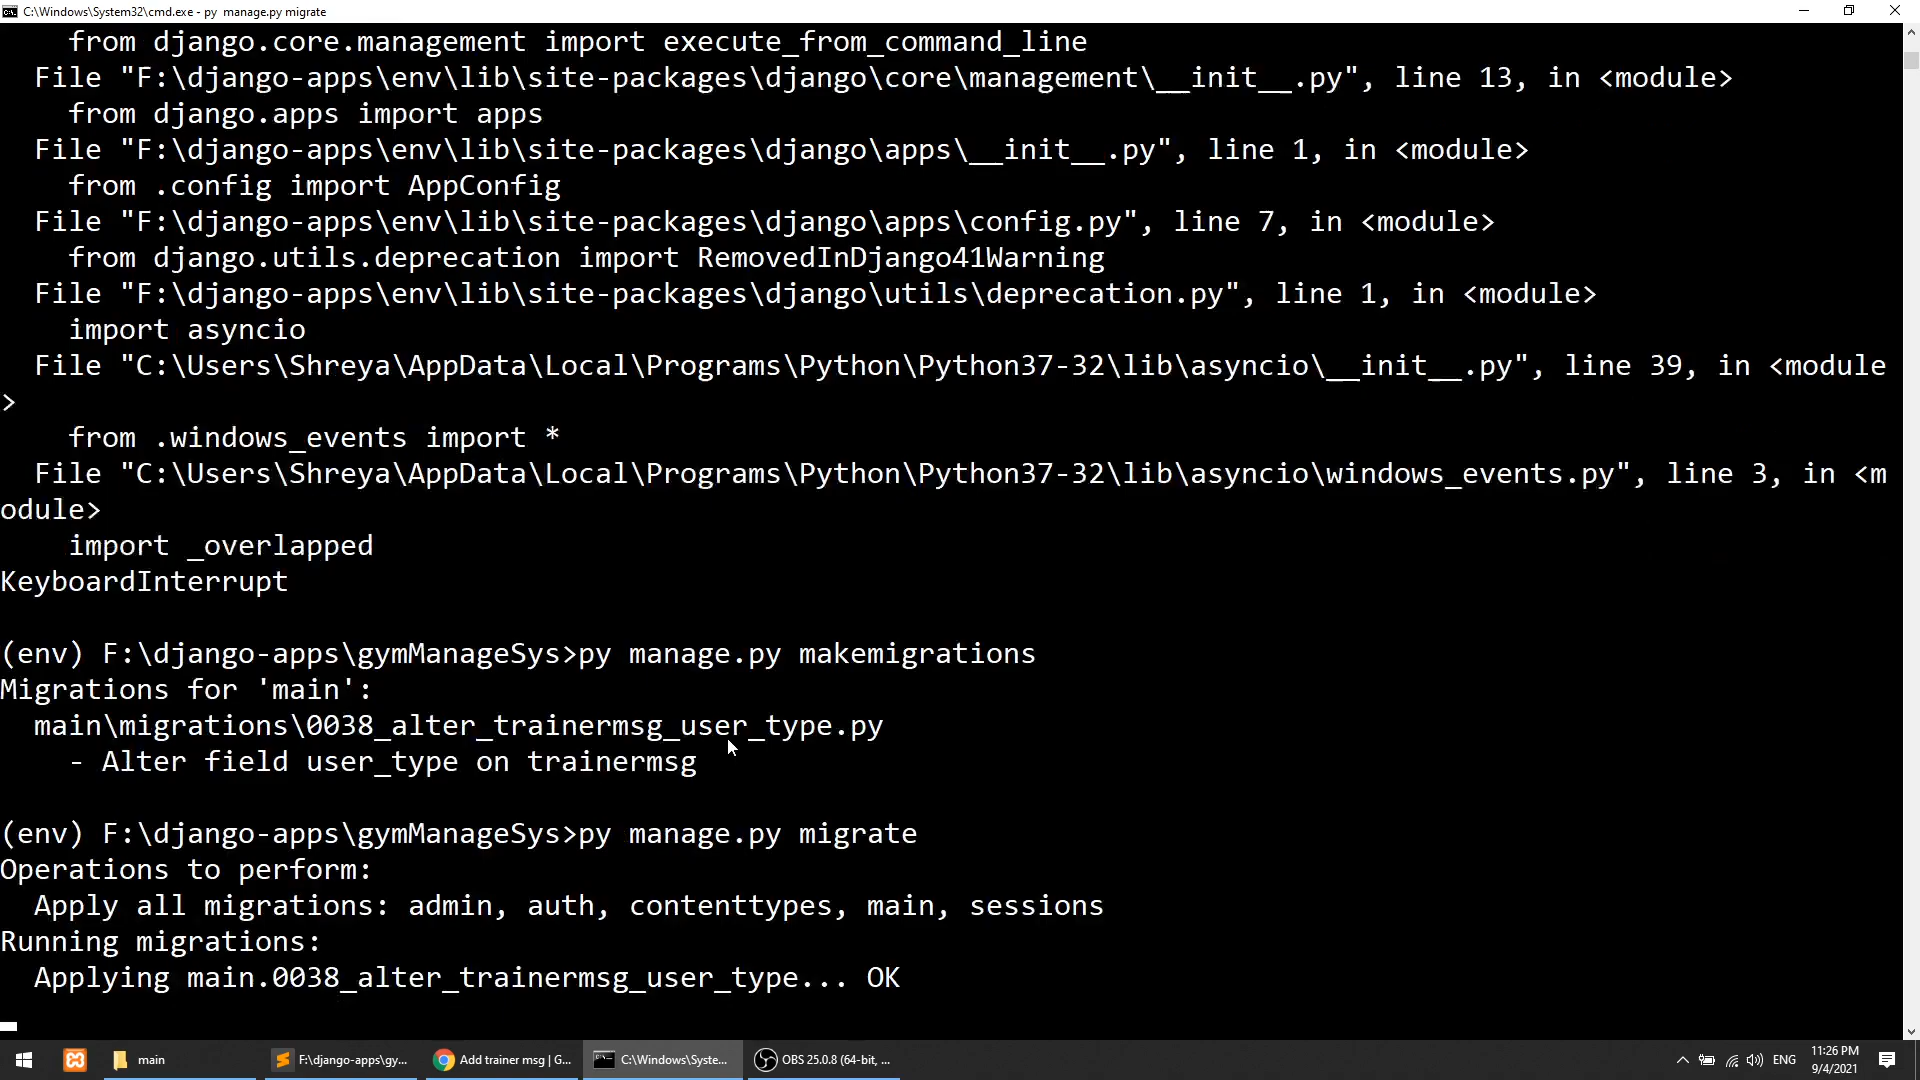 C:\Windows\System32\cmd.exe - py  manage.py migrate
from django.core.management import execute_from_command_line
File "F:\django-apps\env\lib\site-packages\django\core\management\__init__.py", line 13, in <module>
from django.apps import apps
File "F:\django-apps\env\lib\site-packages\django\apps\__init__.py", line 1, in <module>
from .config import AppConfig
File "F:\django-apps\env\lib\site-packages\django\apps\config.py", line 7, in <module>
from django.utils.deprecation import RemovedInDjango41Warning
File "F:\django-apps\env\lib\site-packages\django\utils\deprecation.py", line 1, in <module>
import asyncio
File "C:\Users\Shreya\AppData\Local\Programs\Python\Python37-32\lib\asyncio\__init__.py", line 39, in <module
>
from .windows_events import *
File "C:\Users\Shreya\AppData\Local\Programs\Python\Python37-32\lib\asyncio\windows_events.py", line 3, in <m
odule>
import _overlapped
KeyboardInterrupt
(env) F:\django-apps\gymManageSys>py manage.py makemigrations
Migrations for 'main':
main\migrations\0038_alter_trainermsg_user_type.py
- Alter field user_type on trainermsg
(env) F:\django-apps\gymManageSys>py manage.py migrate
Operations to perform:
Apply all migrations: admin, auth, contenttypes, main, sessions
Running migrations:
Applying main.0038_alter_trainermsg_user_type... OK
main
F:\django-apps\gy...
Add trainer msg | G...
C:\Windows\Syste...
OBS 25.0.8 (64-bit, ...
ENG
11:26 PM
9/4/2021